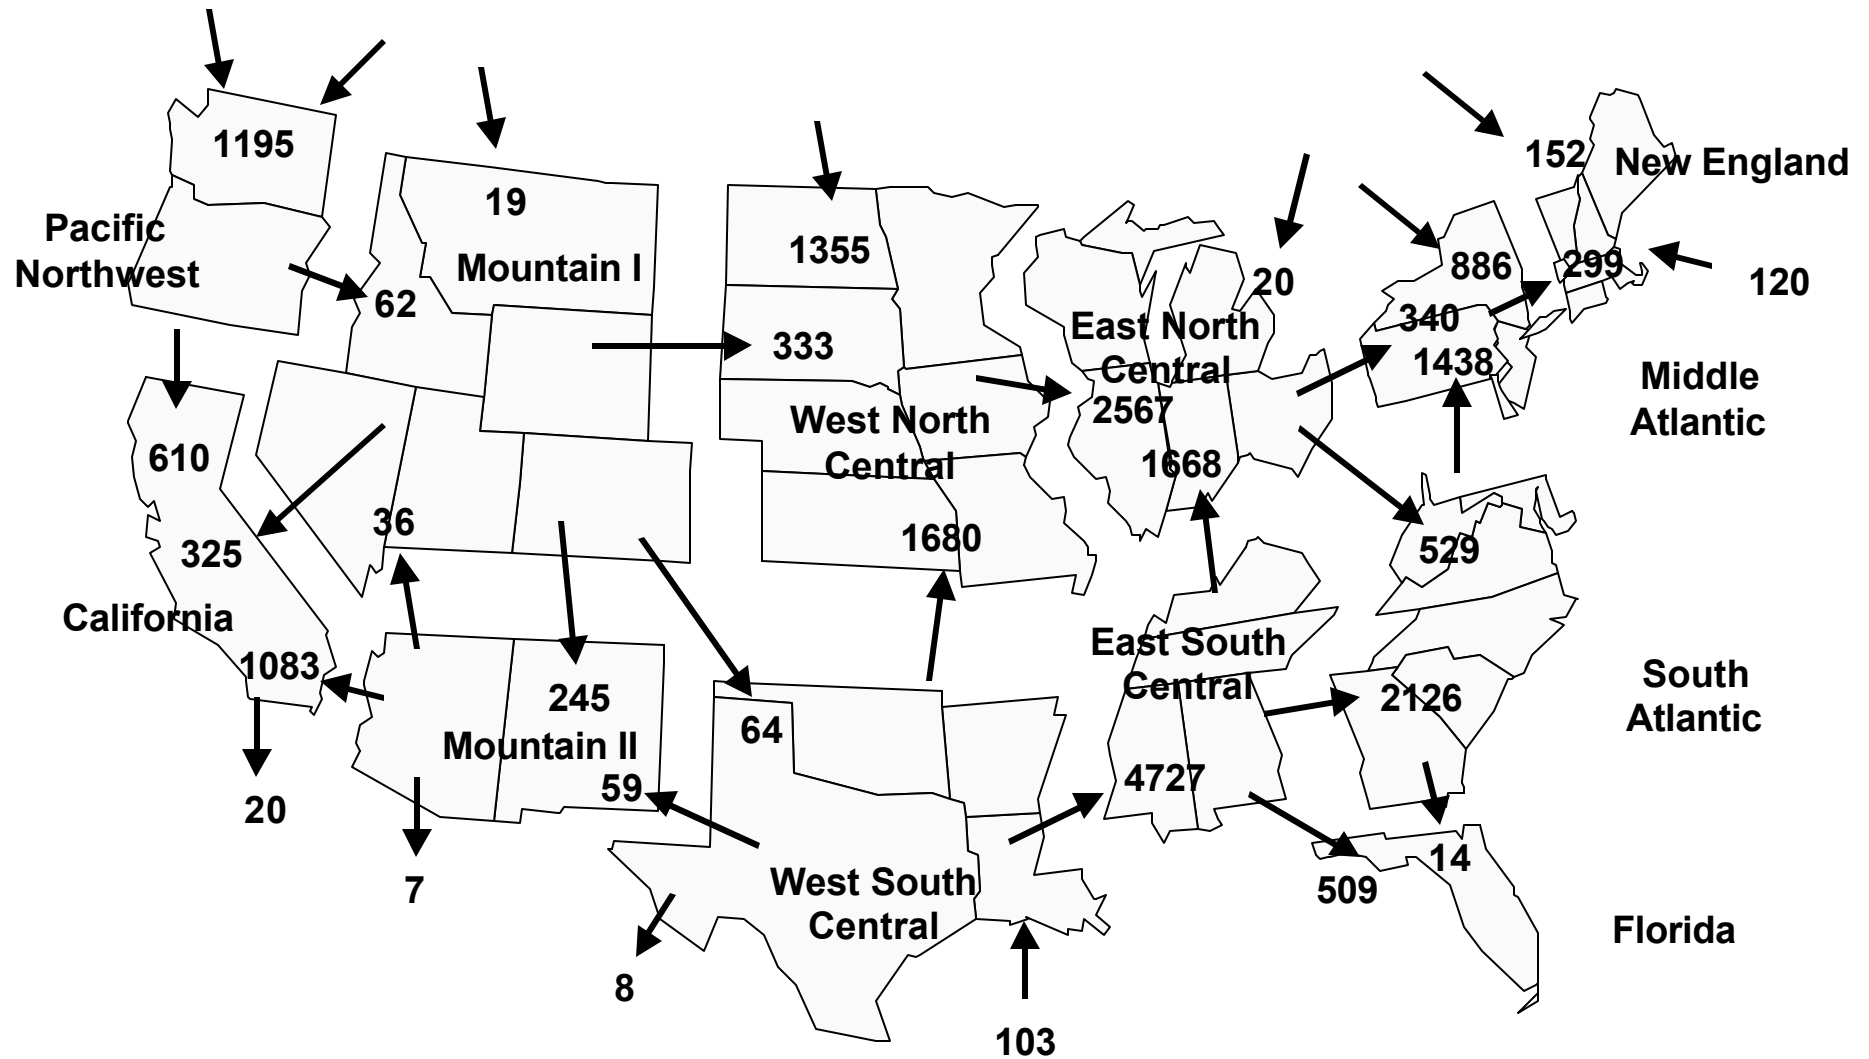 1195
152
New England
19
Pacific
Northwest
1355
Mountain I
886
299
62
20
120
340
East North
Central
333
1438
Middle
Atlantic
2567
West North
Central
610
1668
36
325
1680
529
California
East South
Central
1083
245
2126
South
Atlantic
64
Mountain II
59
4727
20
14
7
West South
Central
509
Florida
8
103